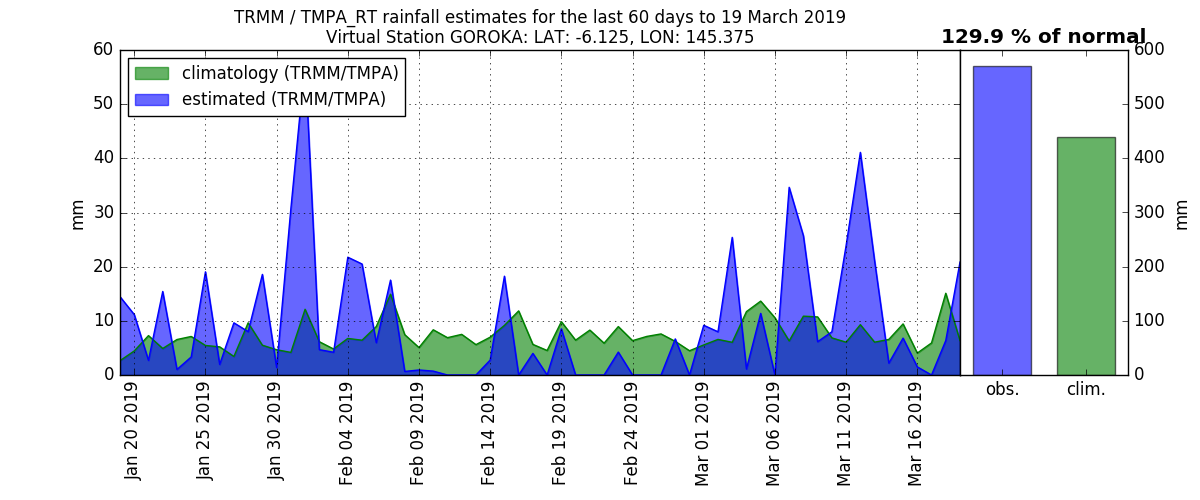 TRMM / TMPA_RT rainfall estimates for the last 60 days to 19 March 2019
Virtual Station GOROKA: LAT: -6.125, LON: 145.375
129.9 % of normal
climatology (TRMM/TMPA)
estimated (TRMM/TMPA)
mm
60
50
40
30
20
10
0
Jan 20 2019
Jan 25 2019
Jan 30 2019
Feb 04 2019
Feb 09 2019
Feb 14 2019
Feb 19 2019
Feb 24 2019
Mar 01 2019
Mar 06 2019
Mar 11 2019
Mar 16 2019
obs.
clim.
600
500
400
300
200
100
0
mm